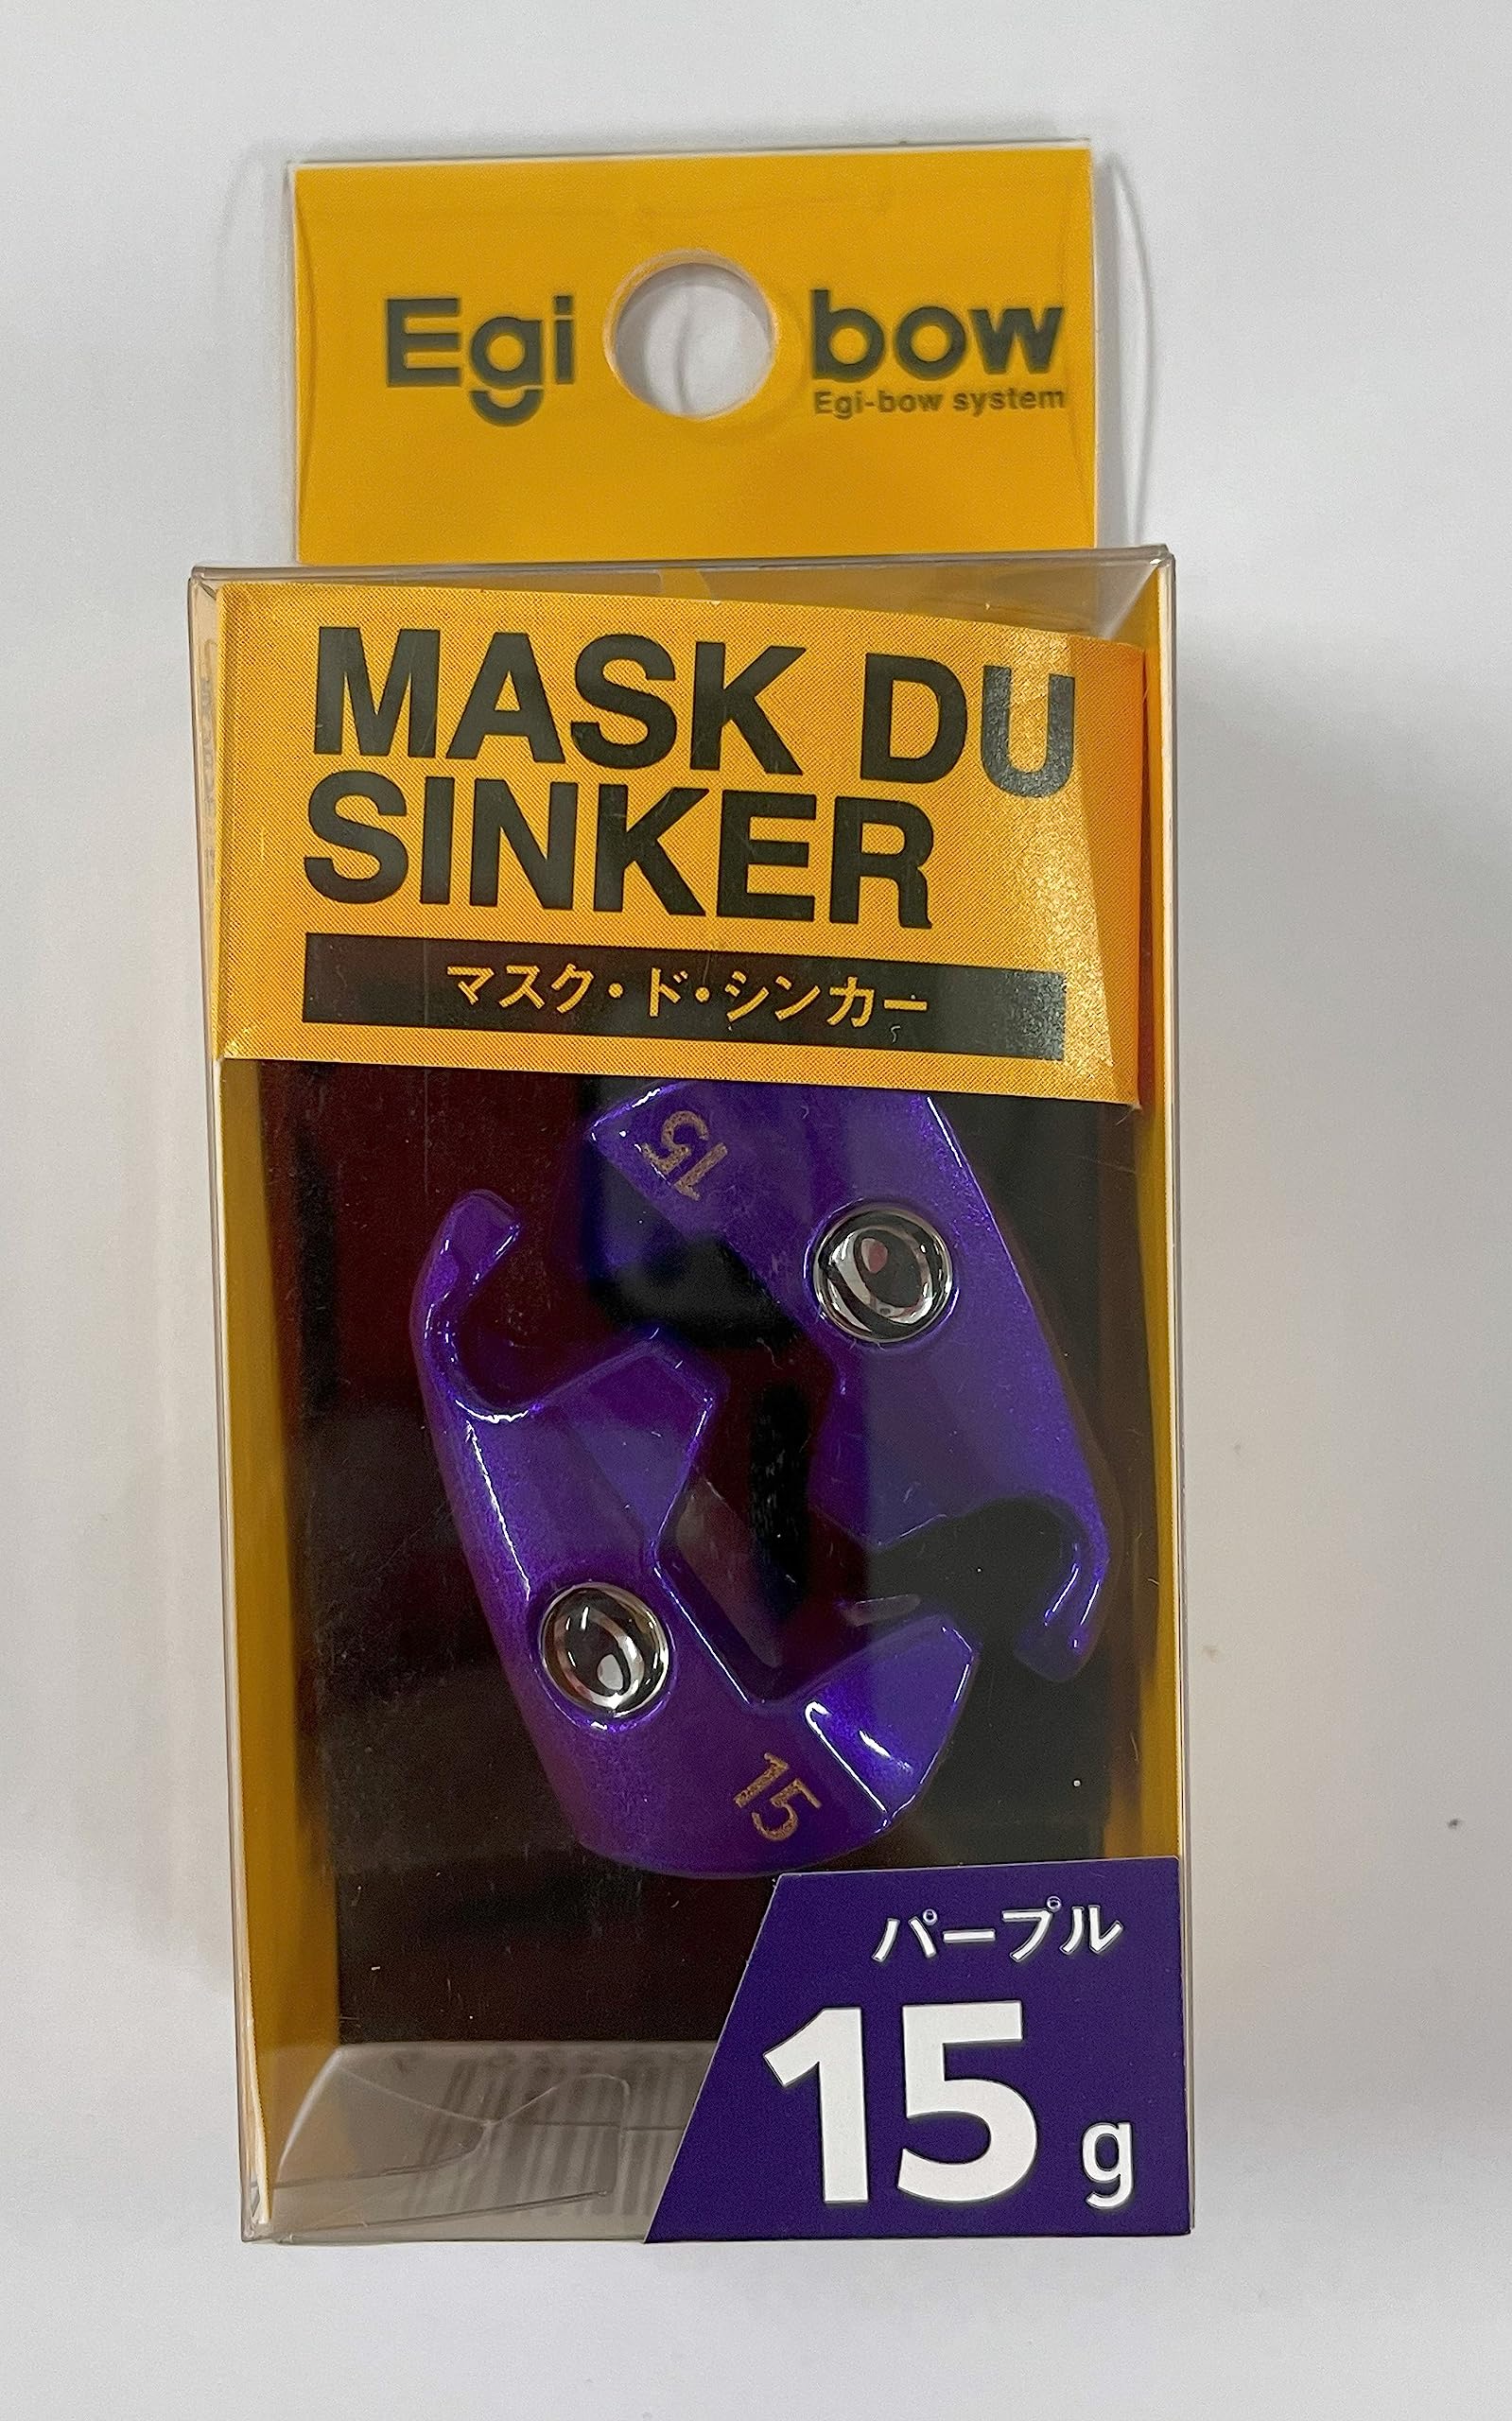 Egi bow
Egi-bow system
MASK DU
SINKER
マスク・ド・シンカー
15
15
パープル
15 g